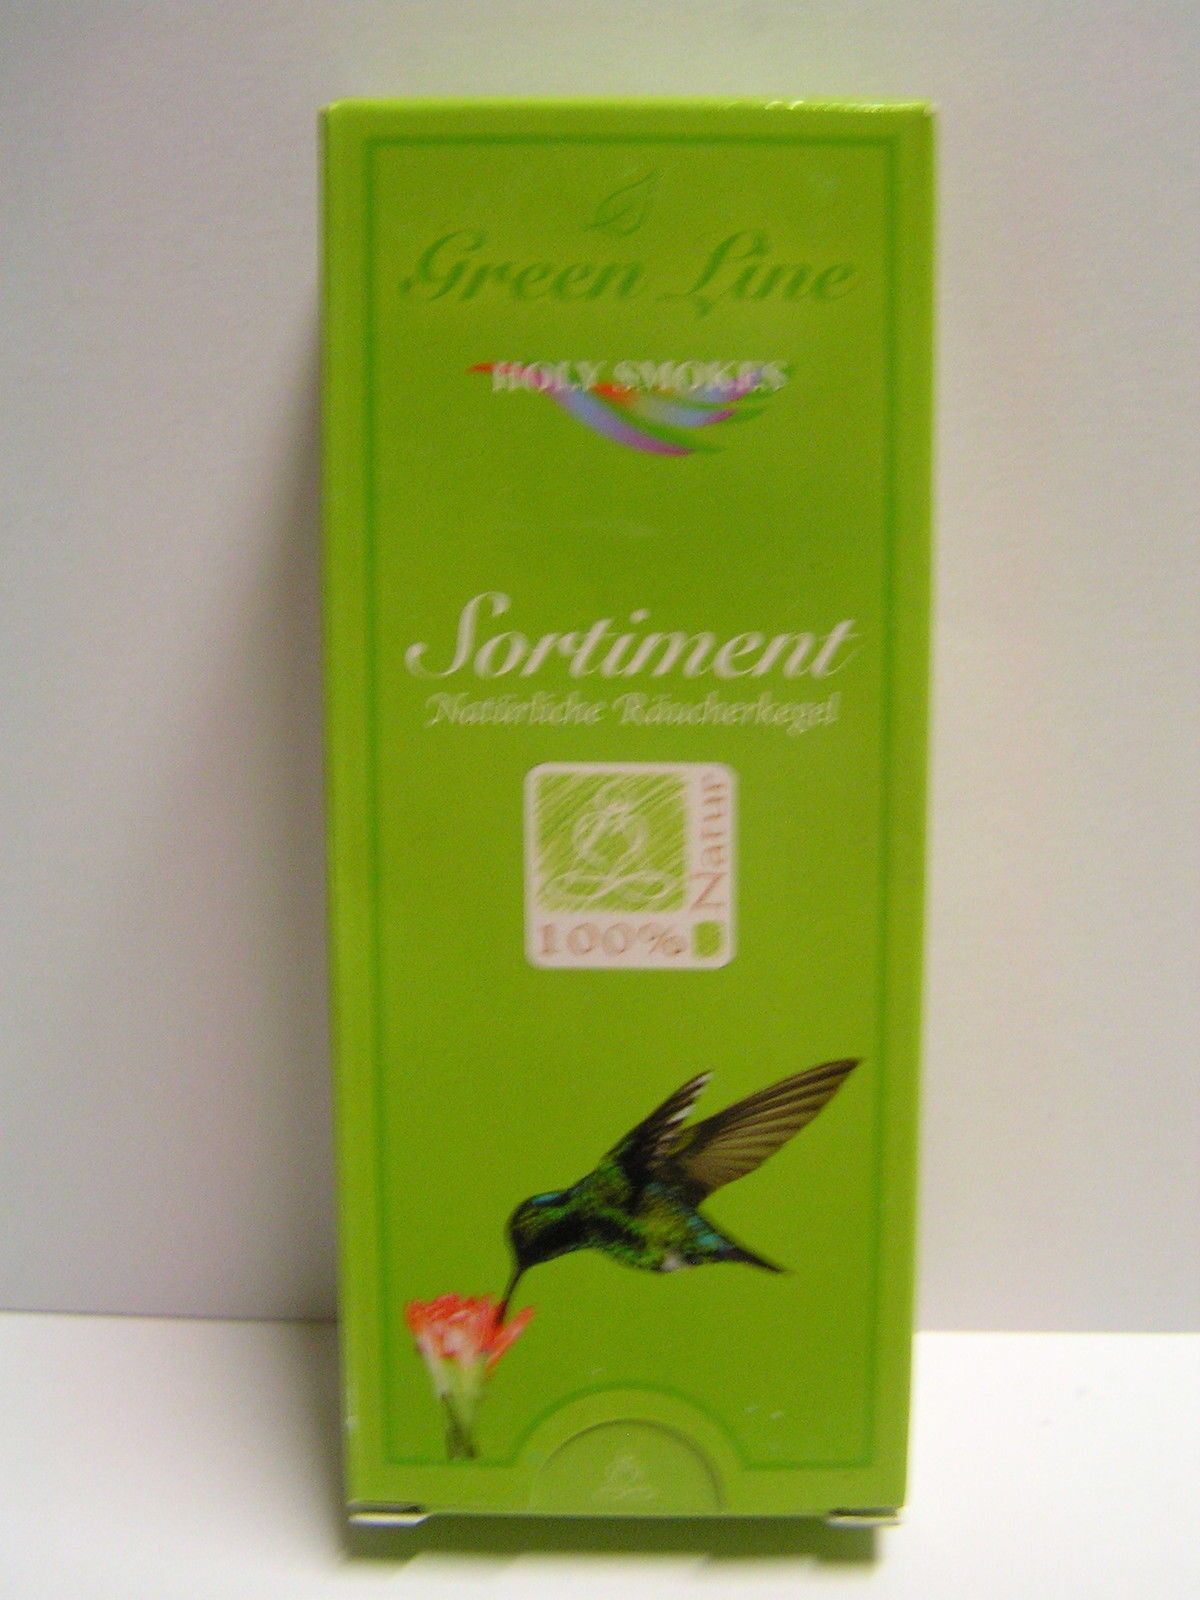 Green Line
HOLY SMOKES
Sortiment
Natürliche Räucherkegel
Natur
100%